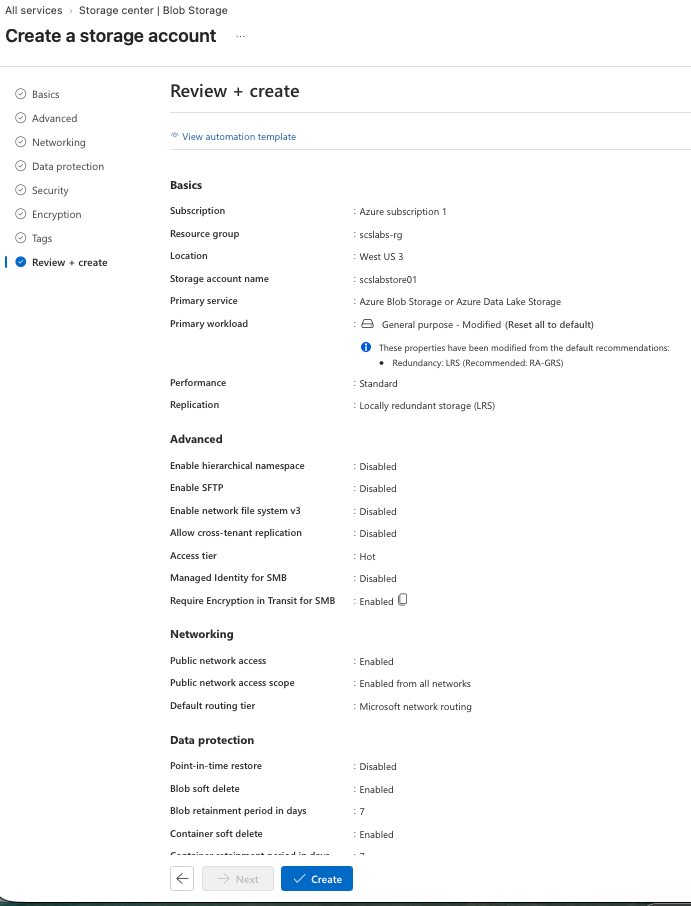 All services › Storage center | Blob Storage
Create a storage account ...
Basics
Advanced
Networking
Data protection
Security
Encryption
Tags
Review + create
Review + create
View automation template
Basics
Subscription : Azure subscription 1
Resource group : scslabs-rg
Location : West US 3
Storage account name : scslabstore01
Primary service : Azure Blob Storage or Azure Data Lake Storage
Primary workload : General purpose - Modified (Reset all to default)
These properties have been modified from the default recommendations:
• Redundancy: LRS (Recommended: RA-GRS)
Performance : Standard
Replication : Locally redundant storage (LRS)
Advanced
Enable hierarchical namespace : Disabled
Enable SFTP : Disabled
Enable network file system v3 : Disabled
Allow cross-tenant replication : Disabled
Access tier : Hot
Managed Identity for SMB : Disabled
Require Encryption in Transit for SMB : Enabled
Networking
Public network access : Enabled
Public network access scope : Enabled from all networks
Default routing tier : Microsoft network routing
Data protection
Point-in-time restore : Disabled
Blob soft delete : Enabled
Blob retainment period in days : 7
Container soft delete : Enabled
Container retainment period in days : 7
Next
Create